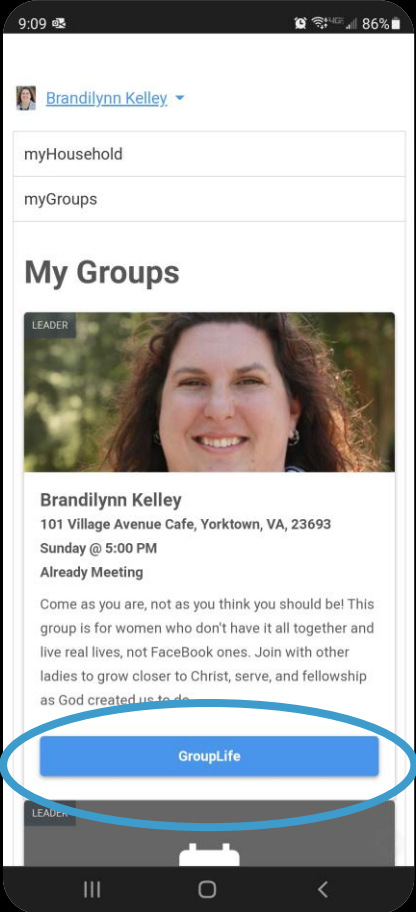 9:09
86%
Brandilynn Kelley
myHousehold
myGroups
My Groups
LEADER
Brandilynn Kelley
101 Village Avenue Cafe, Yorktown, VA, 23693
Sunday @ 5:00 PM
Already Meeting
Come as you are, not as you think you should be! This
group is for women who don't have it all together and
live real lives, not FaceBook ones. Join with other
ladies to grow closer to Christ, serve, and fellowship
as God created us to do.
GroupLife
LEADER